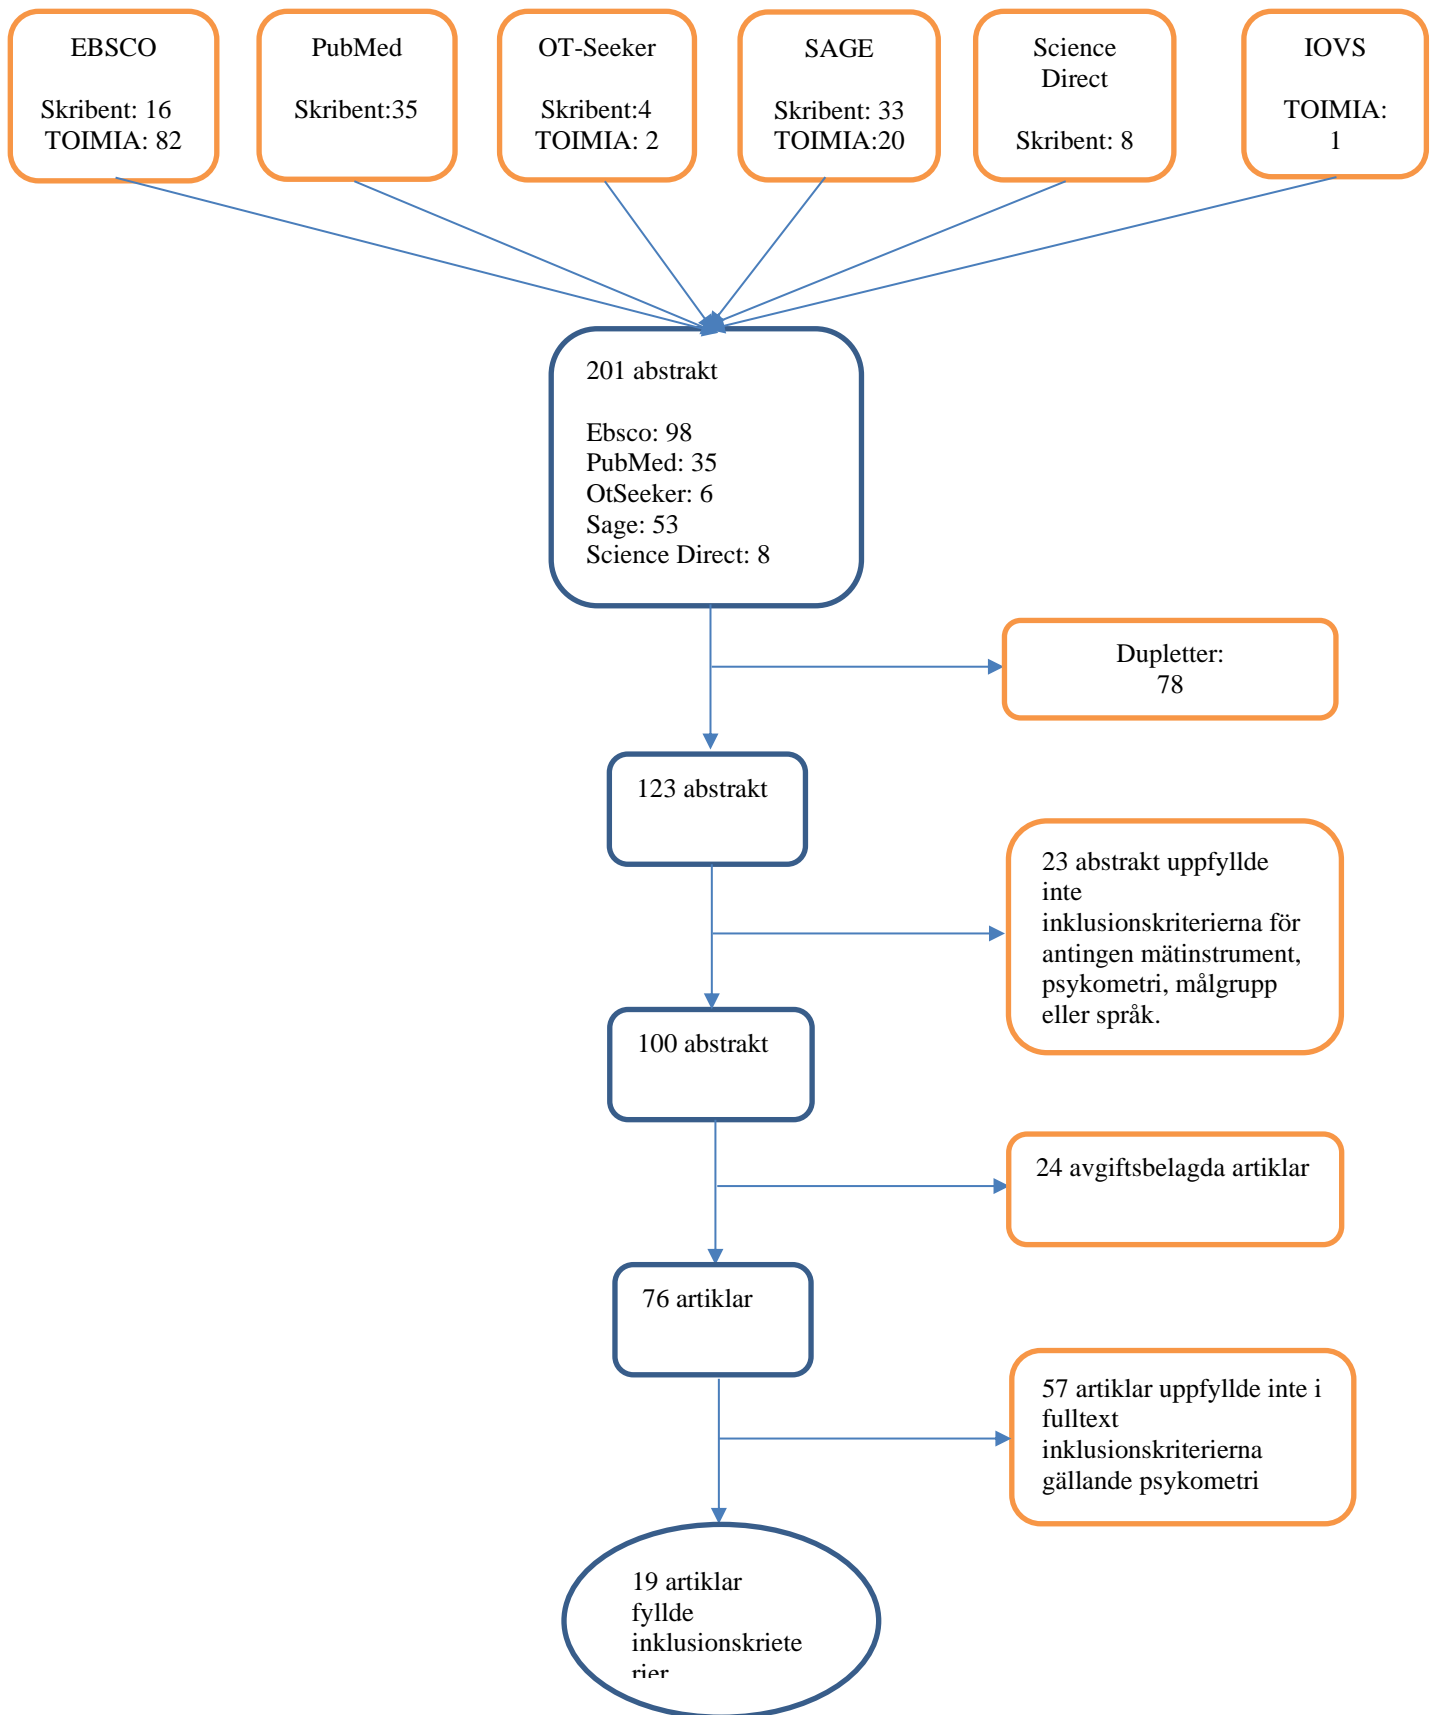 EBSCO
Skribent: 16
TOIMIA: 82
PubMed
Skribent:35
OT-Seeker
Skribent:4
TOIMIA: 2
SAGE
Skribent: 33
TOIMIA:20
Science
Direct
Skribent: 8
IOVS
TOIMIA:
1
201 abstrakt
Ebsco: 98
PubMed: 35
OtSeeker: 6
Sage: 53
Science Direct: 8
Dupletter:
78
123 abstrakt
23 abstrakt uppfyllde
inte
inklusionskriterierna för
antingen mätinstrument,
psykometri, målgrupp
eller språk.
100 abstrakt
24 avgiftsbelagda artiklar
76 artiklar
57 artiklar uppfyllde inte i
fulltext
inklusionskriterierna
gällande psykometri
19 artiklar
fyllde
inklusionskriete
rier